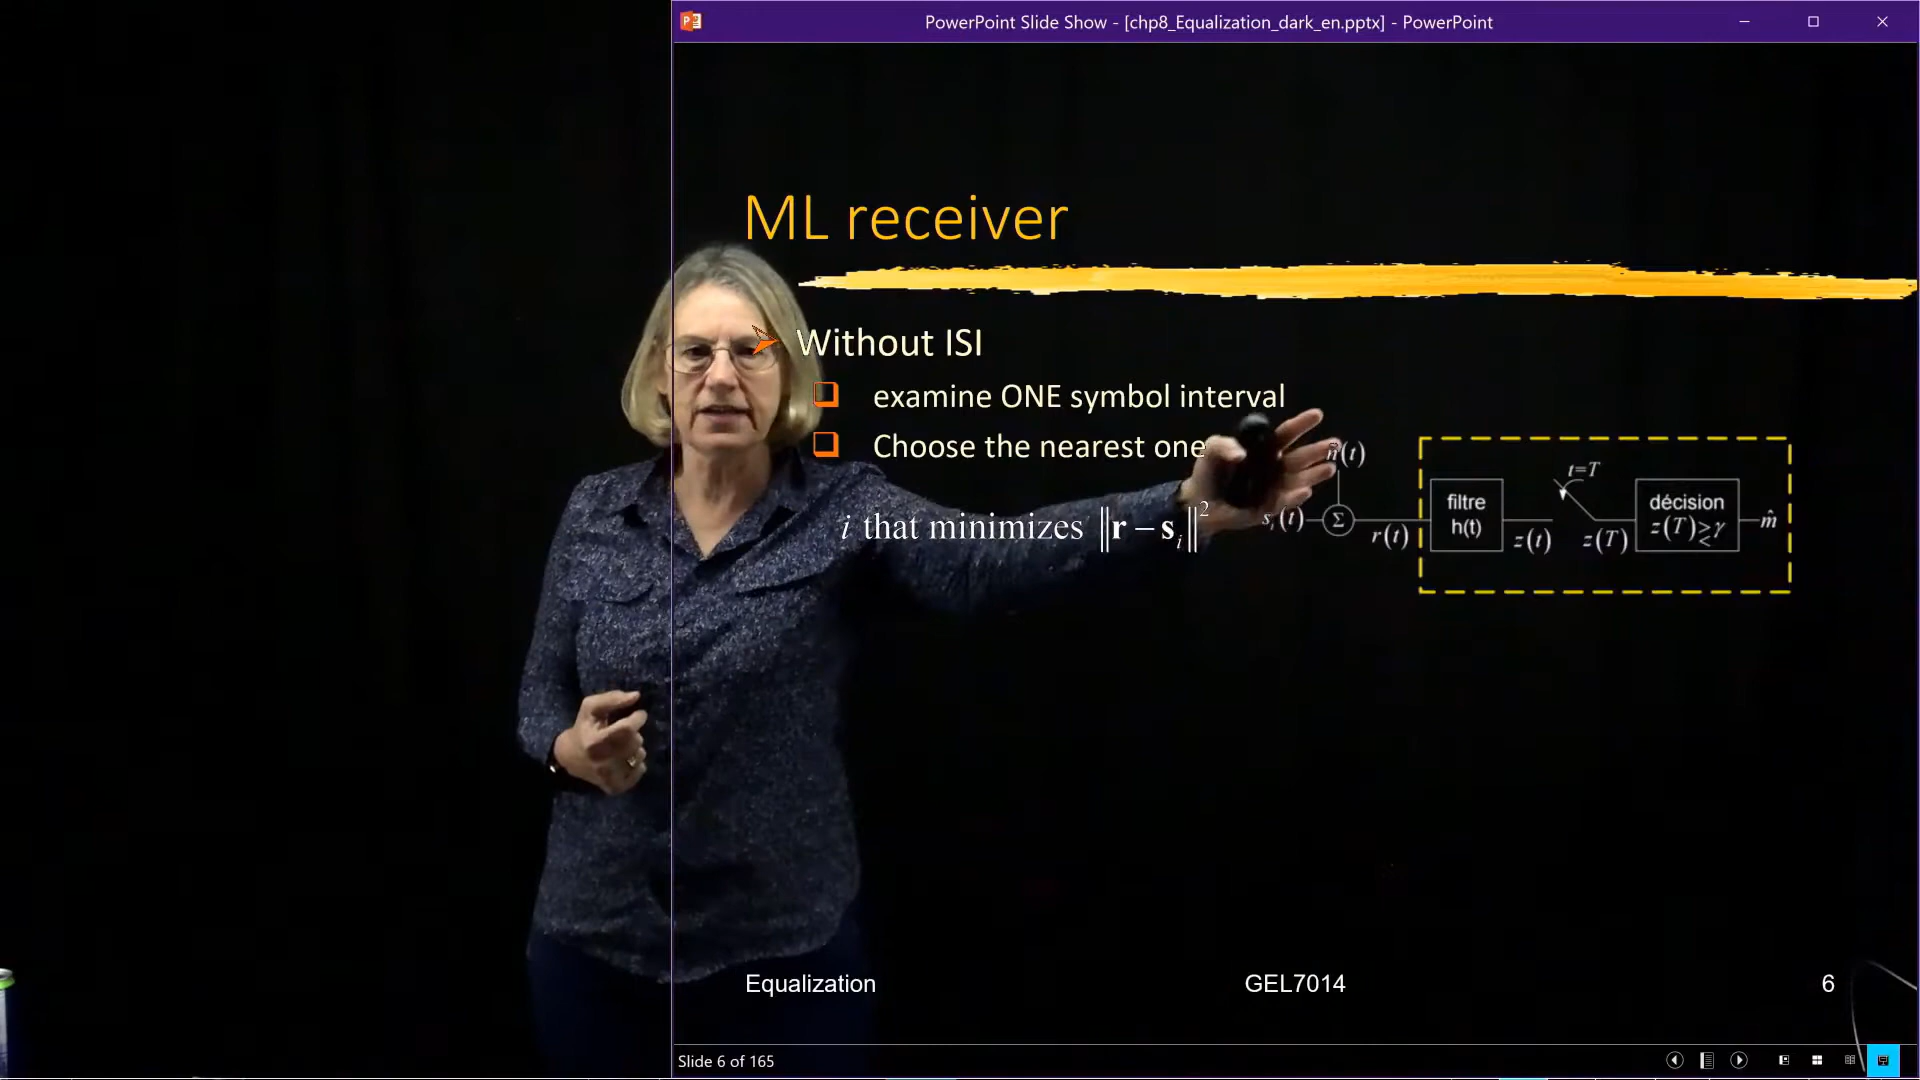 PowerPoint Slide Show - [chp8_Equalization_dark_en.pptx] - PowerPoint
ML receiver
Without ISI
examine ONE symbol interval
Choose the nearest one
i that minimizes ‖r − sᵢ‖²
n(t)
sᵢ(t)
Σ
r(t)
filtre
h(t)
z(t)
t=T
z(T)
décision
z(T)≷γ
m̂
Equalization
GEL7014
6
Slide 6 of 165